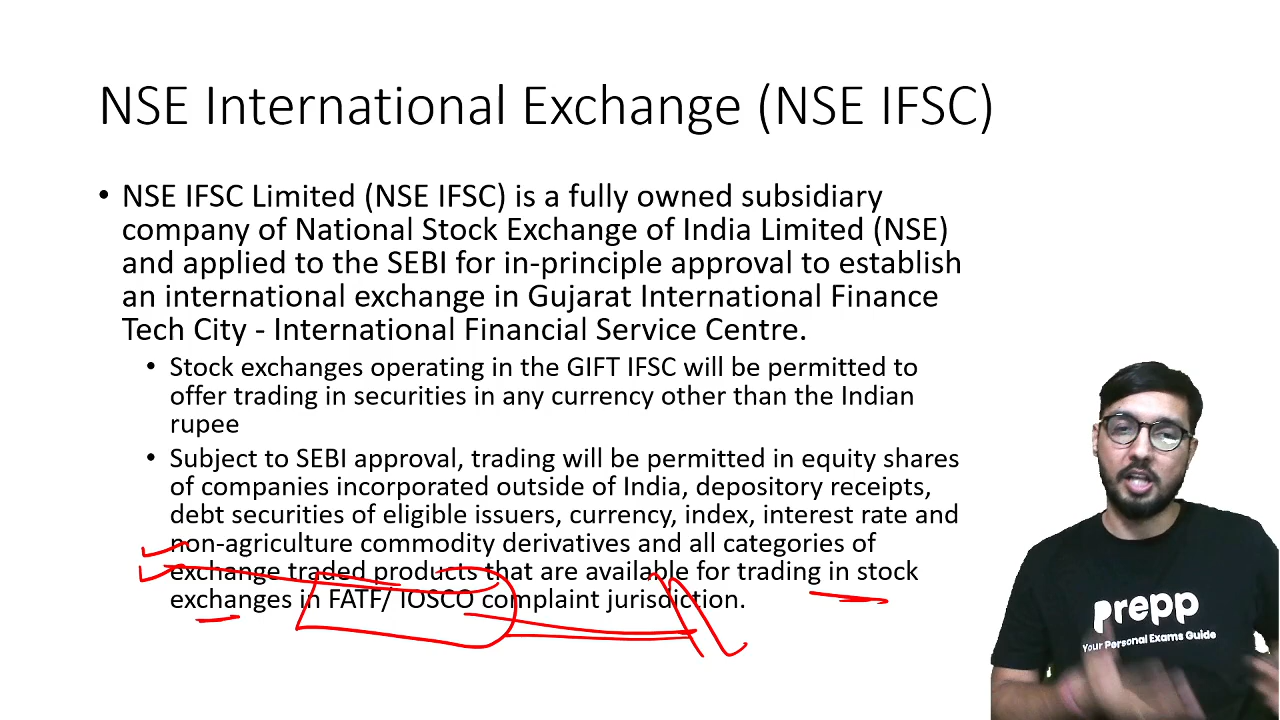 NSE International Exchange (NSE IFSC)
• NSE IFSC Limited (NSE IFSC) is a fully owned subsidiary
company of National Stock Exchange of India Limited (NSE)
and applied to the SEBI for in-principle approval to establish
an international exchange in Gujarat International Finance
Tech City - International Financial Service Centre.
• Stock exchanges operating in the GIFT IFSC will be permitted to
offer trading in securities in any currency other than the Indian
rupee
• Subject to SEBI approval, trading will be permitted in equity shares
of companies incorporated outside of India, depository receipts,
debt securities of eligible issuers, currency, index, interest rate and
non-agriculture commodity derivatives and all categories of
exchange traded products that are available for trading in stock
exchanges in FATF/ IOSCO complaint jurisdiction.
prepp
Your Personal Exams Guide